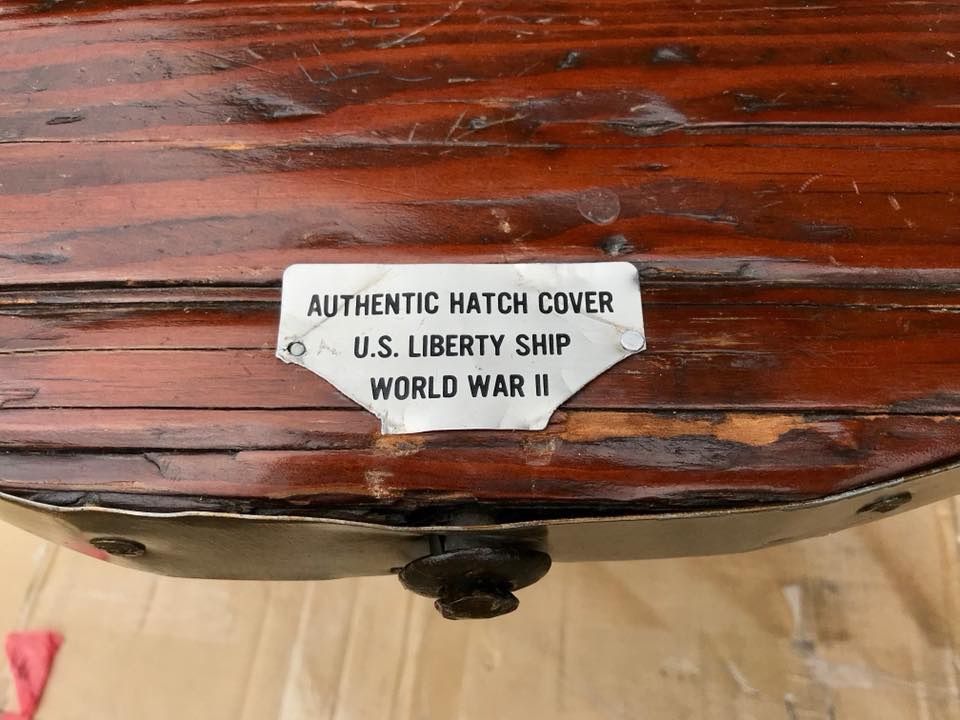 AUTHENTIC HATCH COVER
U.S. LIBERTY SHIP
WORLD WAR II